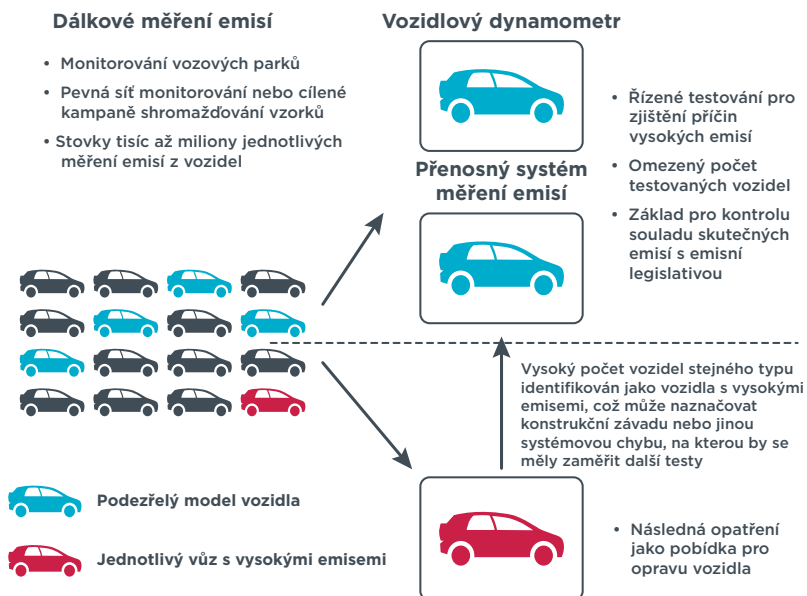 Dálkové měření emisí
• Monitorování vozových parků
• Pevná síť monitorování nebo cílené
kampaně shromažďování vzorků
• Stovky tisíc až miliony jednotlivých
měření emisí z vozidel
Vozidlový dynamometr
Přenosný systém
měření emisí
• Řízené testování pro
zjištění příčin
vysokých emisí
• Omezený počet
testovaných vozidel
• Základ pro kontrolu
souladu skutečných
emisí s emisní
legislativou
Vysoký počet vozidel stejného typu
identifikován jako vozidla s vysokými
emisemi, což může naznačovat
konstrukční závadu nebo jinou
systémovou chybu, na kterou by se
měly zaměřit další testy
Podezřelý model vozidla
Jednotlivý vůz s vysokými emisemi
• Následná opatření
jako pobídka pro
opravu vozidla